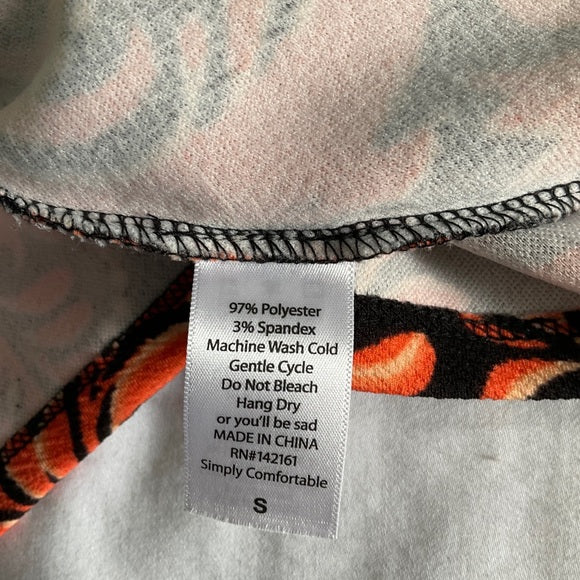 97% Polyester
3% Spandex
Machine Wash Cold
Gentle Cycle
Do Not Bleach
Hang Dry
or you'll be sad
MADE IN CHINA
RN#142161
Simply Comfortable
S